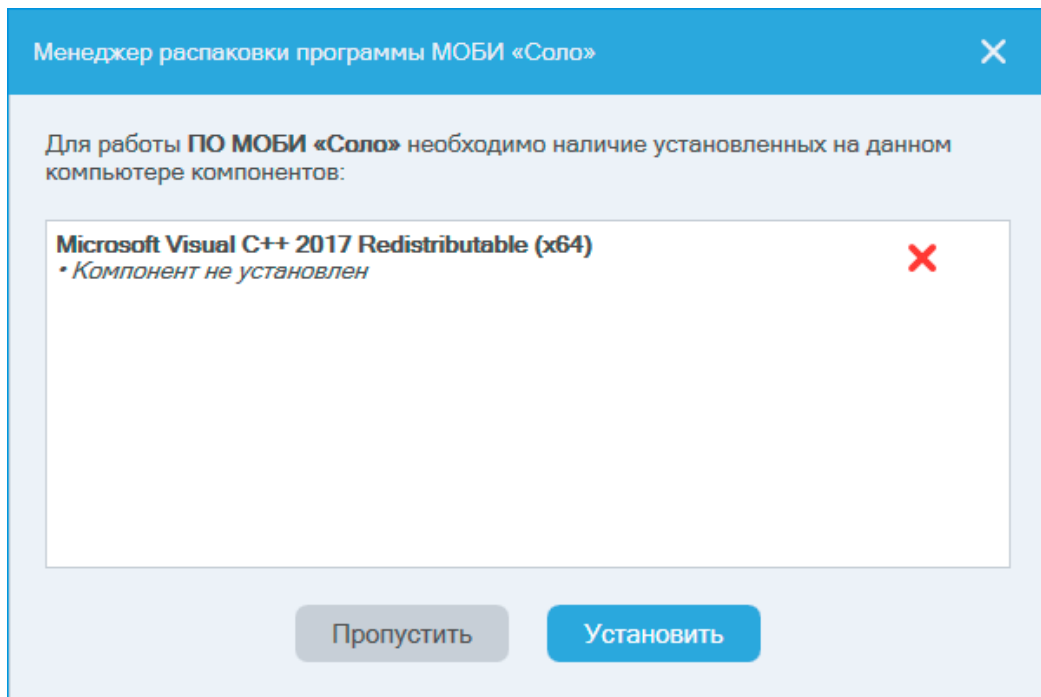 Менеджер распаковки программы МОБИ «Соло»
Для работы ПО МОБИ «Соло» необходимо наличие установленных на данном
компьютере компонентов:
Microsoft Visual C++ 2017 Redistributable (x64)
• Компонент не установлен
Пропустить
Установить